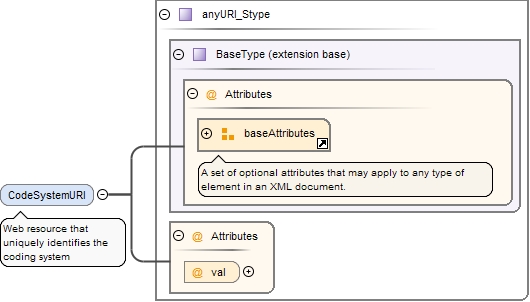 anyURI_Stype
BaseType (extension base)
@ Attributes
baseAttributes
A set of optional attributes that may apply to any type of
element in an XML document.
CodeSystemURI
Web resource that
uniquely identifies the
coding system
@ Attributes
@ val